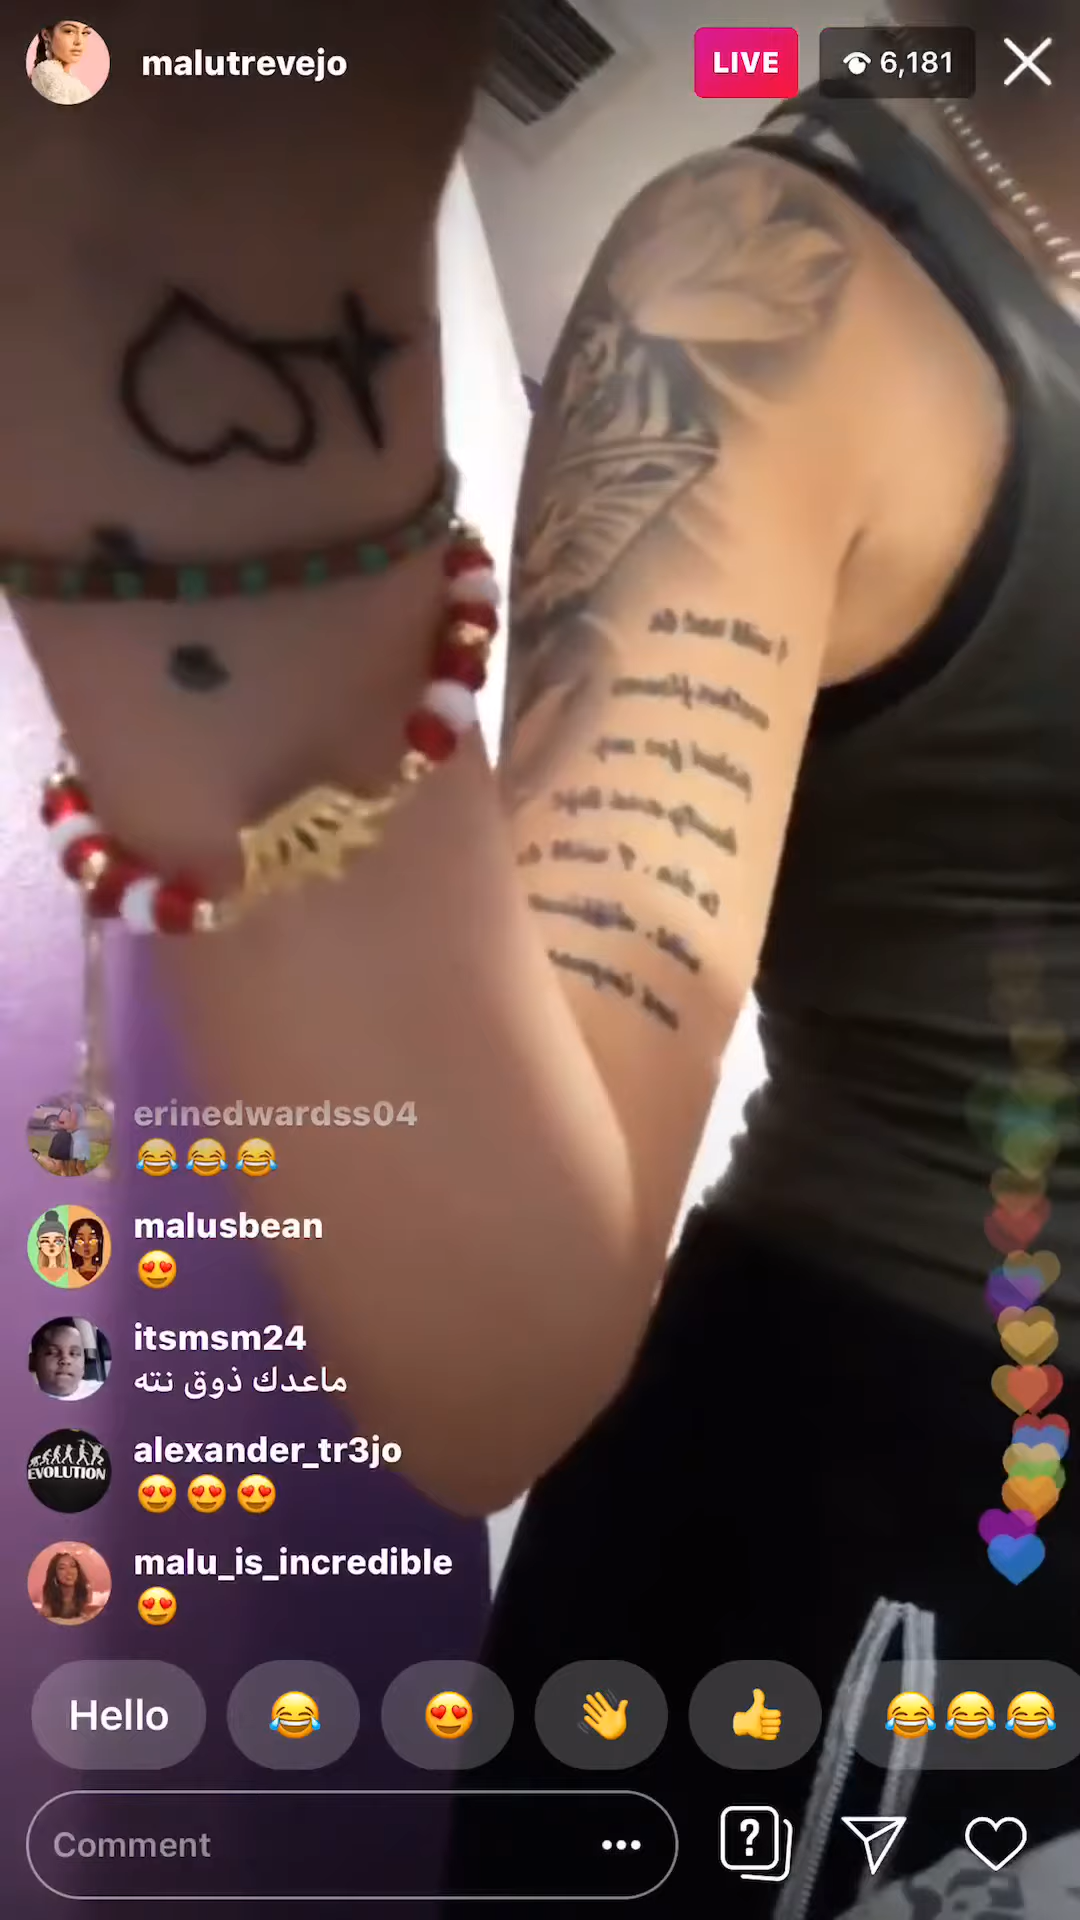 malutrevejo
LIVE
6,181
erinedwardss04
😂😂😂
malusbean
😍
itsmsm24
ماعدك ذوق نته
alexander_tr3jo
😍😍😍
EVOLUTION
malu_is_incredible
😍
Hello
😂
😍
👋
👍
😂😂😂
Comment
?